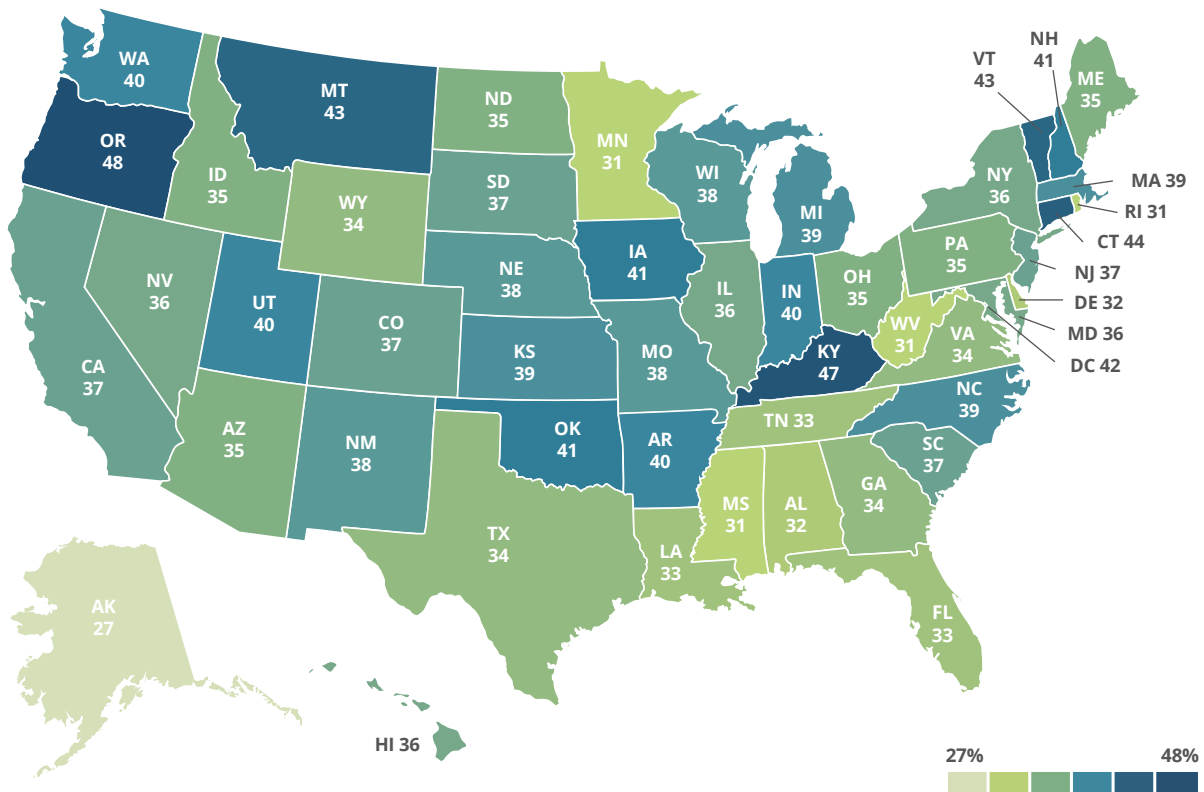 WA
40
OR
48
MT
43
ID
35
WY
34
ND
35
SD
37
MN
31
WI
38
MI
39
NH
41
VT
43
ME
35
NY
36
MA 39
RI 31
CT 44
NJ 37
DE 32
MD 36
DC 42
PA
35
NV
36
UT
40
CA
37
CO
37
NE
38
IA
41
IL
36
IN
40
OH
35
WV
31
VA
34
KS
39
MO
38
KY
47
NC
39
TN 33
SC
37
AZ
35
NM
38
OK
41
AR
40
MS
31
AL
32
GA
34
TX
34
LA
33
FL
33
AK
27
HI 36
27%
48%